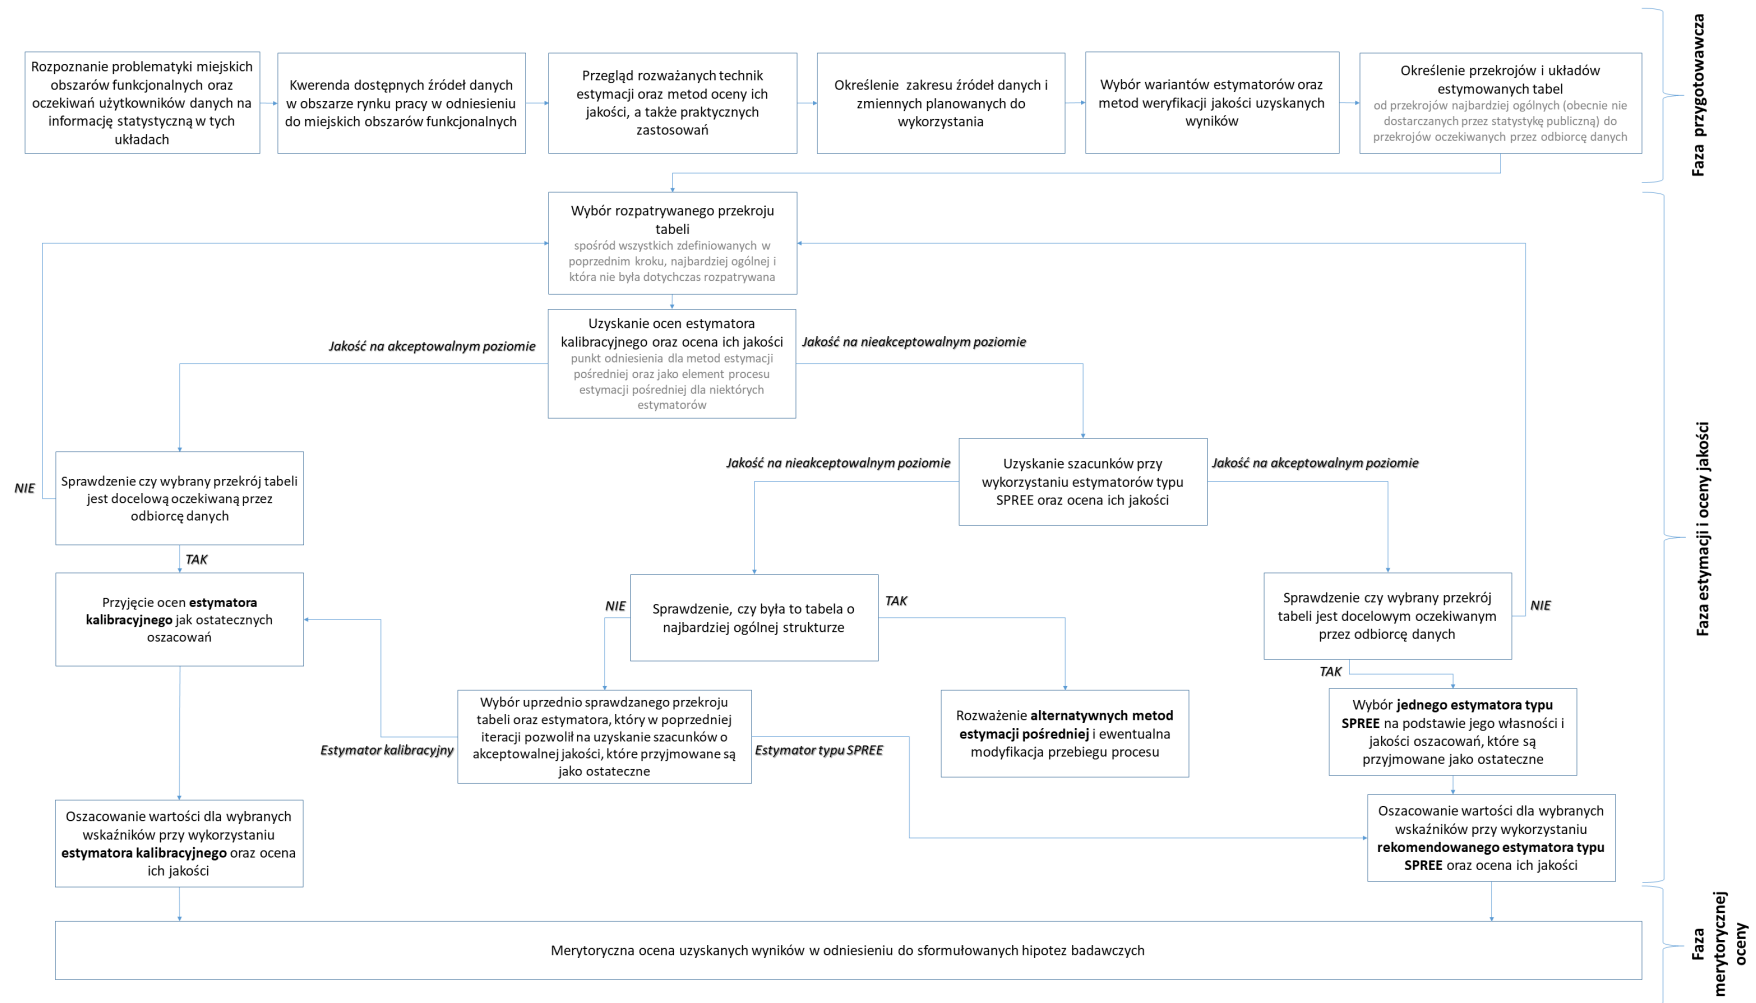 Rozpoznanie problematyki miejskich
obszarów funkcjonalnych oraz
oczekiwań użytkowników danych na
informację statystyczną w tych
układach
Kwerenda dostępnych źródeł danych
w obszarze rynku pracy w odniesieniu
do miejskich obszarów funkcjonalnych
Przegląd rozważanych technik
estymacji oraz metod oceny ich
jakości, a także praktycznych
zastosowań
Określenie zakresu źródeł danych i
zmiennych planowanych do
wykorzystania
Wybór wariantów estymatorów oraz
metod weryfikacji jakości uzyskanych
wyników
Określenie przekrojów i układów
estymowanych tabel
od przekrojów najbardziej ogólnych (obecnie nie
dostarczanych przez statystykę publiczną) do
przekrojów oczekiwanych przez odbiorcę danych
Faza przygotowawcza
Wybór rozpatrywanego przekroju
tabeli
spośród wszystkich zdefiniowanych w
poprzednim kroku, najbardziej ogólnej i
która nie była dotychczas rozpatrywana
Uzyskanie ocen estymatora
kalibracyjnego oraz ocena ich jakości
punkt odniesienia dla metod estymacji
pośredniej oraz jako element procesu
estymacji pośredniej dla niektórych
estymatorów
Jakość na akceptowalnym poziomie
Jakość na nieakceptowalnym poziomie
Sprawdzenie czy wybrany przekrój tabeli
jest docelową oczekiwaną przez
odbiorcę danych
NIE
TAK
Jakość na nieakceptowalnym poziomie
Uzyskanie szacunków przy
wykorzystaniu estymatorów typu
SPREE oraz ocena ich jakości
Jakość na akceptowalnym poziomie
Faza estymacji i oceny jakości
Przyjęcie ocen estymatora
kalibracyjnego jak ostatecznych
oszacowań
NIE
Sprawdzenie, czy była to tabela o
najbardziej ogólnej strukturze
TAK
Sprawdzenie czy wybrany przekrój
tabeli jest docelowym oczekiwanym
przez odbiorcę danych
NIE
TAK
Estymator kalibracyjny
Wybór uprzednio sprawdzanego przekroju
tabeli oraz estymatora, który w poprzedniej
iteracji pozwolił na uzyskanie szacunków o
akceptowalnej jakości, które przyjmowane są
jako ostateczne
Estymator typu SPREE
Rozważenie alternatywnych metod
estymacji pośredniej i ewentualna
modyfikacja przebiegu procesu
Wybór jednego estymatora typu
SPREE na podstawie jego własności i
jakości oszacowań, które są
przyjmowane jako ostateczne
Oszacowanie wartości dla wybranych
wskaźników przy wykorzystaniu
estymatora kalibracyjnego oraz ocena
ich jakości
Oszacowanie wartości dla wybranych
wskaźników przy wykorzystaniu
rekomendowanego estymatora typu
SPREE oraz ocena ich jakości
Merytoryczna ocena uzyskanych wyników w odniesieniu do sformułowanych hipotez badawczych
Faza
merytorycznej
oceny